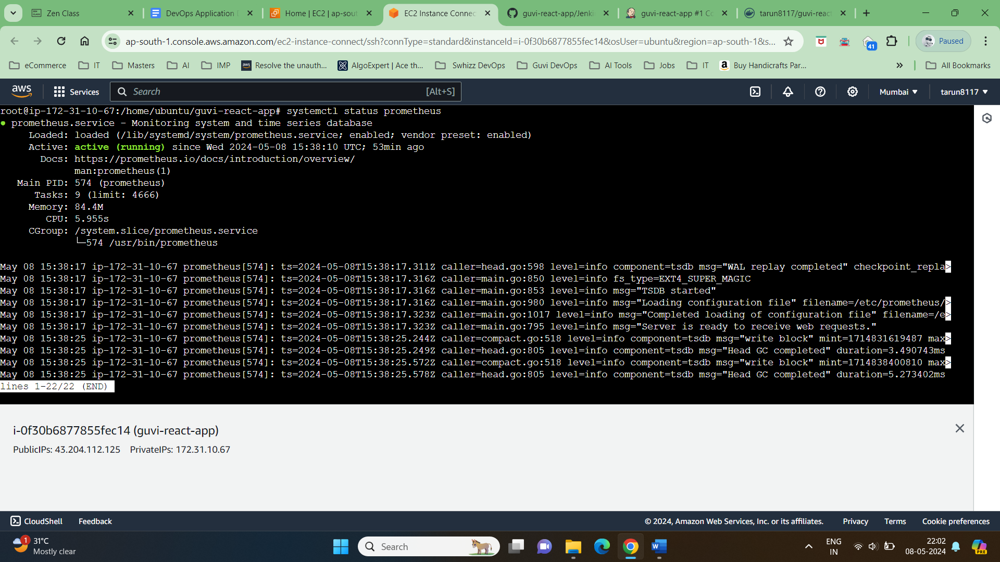 Zen Class
DevOps Application D
Home | EC2 | ap-sout
EC2 Instance Connec
guvi-react-app/Jenki
guvi-react-app #1 Co
tarun8117/guvi-react
ap-south-1.console.aws.amazon.com/ec2-instance-connect/ssh?connType=standard&instanceId=i-0f30b6877855fec14&osUser=ubuntu&region=ap-south-1&s...
41
Paused
eCommerce
IT
Masters
AI
IMP
aws
Resolve the unauth...
AlgoExpert | Ace th...
Swhizz DevOps
Guvi DevOps
AI Tools
Jobs
IT
a
Buy Handicrafts Par...
All Bookmarks
aws
Services
Search
[Alt+S]
Mumbai
tarun8117
root@ip-172-31-10-67:/home/ubuntu/guvi-react-app# systemctl status prometheus
● prometheus.service - Monitoring system and time series database
Loaded: loaded (/lib/systemd/system/prometheus.service; enabled; vendor preset: enabled)
Active: active (running) since Wed 2024-05-08 15:38:10 UTC; 53min ago
Docs: https://prometheus.io/docs/introduction/overview/
man:prometheus(1)
Main PID: 574 (prometheus)
Tasks: 9 (limit: 4666)
Memory: 84.4M
CPU: 5.955s
CGroup: /system.slice/prometheus.service
└─574 /usr/bin/prometheus
May 08 15:38:17 ip-172-31-10-67 prometheus[574]: ts=2024-05-08T15:38:17.311Z caller=head.go:598 level=info component=tsdb msg="WAL replay completed" checkpoint_repla>
May 08 15:38:17 ip-172-31-10-67 prometheus[574]: ts=2024-05-08T15:38:17.316Z caller=main.go:850 level=info fs_type=EXT4_SUPER_MAGIC
May 08 15:38:17 ip-172-31-10-67 prometheus[574]: ts=2024-05-08T15:38:17.316Z caller=main.go:853 level=info msg="TSDB started"
May 08 15:38:17 ip-172-31-10-67 prometheus[574]: ts=2024-05-08T15:38:17.316Z caller=main.go:980 level=info msg="Loading configuration file" filename=/etc/prometheus/>
May 08 15:38:17 ip-172-31-10-67 prometheus[574]: ts=2024-05-08T15:38:17.323Z caller=main.go:1017 level=info msg="Completed loading of configuration file" filename=/e>
May 08 15:38:17 ip-172-31-10-67 prometheus[574]: ts=2024-05-08T15:38:17.323Z caller=main.go:795 level=info msg="Server is ready to receive web requests."
May 08 15:38:25 ip-172-31-10-67 prometheus[574]: ts=2024-05-08T15:38:25.244Z caller=compact.go:518 level=info component=tsdb msg="write block" mint=1714831619487 max>
May 08 15:38:25 ip-172-31-10-67 prometheus[574]: ts=2024-05-08T15:38:25.249Z caller=head.go:805 level=info component=tsdb msg="Head GC completed" duration=3.490743ms
May 08 15:38:25 ip-172-31-10-67 prometheus[574]: ts=2024-05-08T15:38:25.572Z caller=compact.go:518 level=info component=tsdb msg="write block" mint=1714838400810 max>
May 08 15:38:25 ip-172-31-10-67 prometheus[574]: ts=2024-05-08T15:38:25.578Z caller=head.go:805 level=info component=tsdb msg="Head GC completed" duration=5.273402ms
lines 1-22/22 (END)
i-0f30b6877855fec14 (guvi-react-app)
PublicIPs: 43.204.112.125 PrivateIPs: 172.31.10.67
CloudShell
Feedback
© 2024, Amazon Web Services, Inc. or its affiliates.
Privacy
Terms
Cookie preferences
1
31°C
Mostly clear
Search
W
ENG
IN
22:02
08-05-2024
PRE